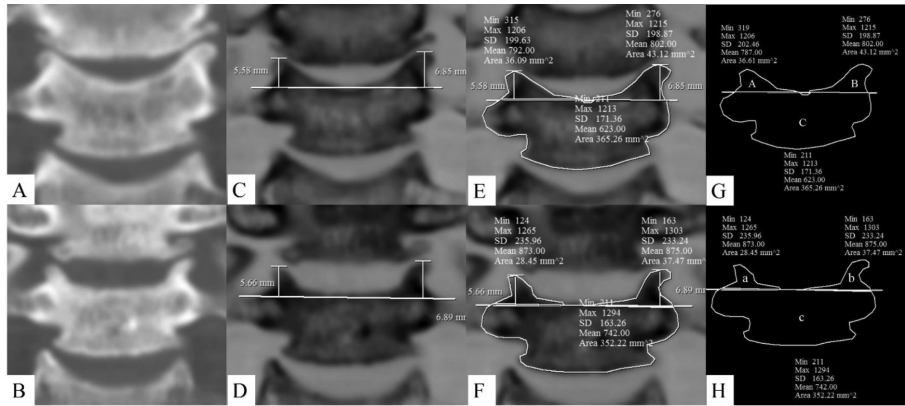 A
C
5.58 mm
6.85 mm
E
Min 315
Max 1206
SD 199.63
Mean 792.00
Area 36.09 mm^2
Min 276
Max 1215
SD 198.87
Mean 802.00
Area 43.12 mm^2
5.58 mm
6.85 mm
Min 211
Max 1213
SD 171.36
Mean 623.00
Area 365.26 mm^2
G
Min 319
Max 1206
SD 202.46
Mean 787.00
Area 36.61 mm^2
Min 276
Max 1215
SD 198.87
Mean 802.00
Area 43.12 mm^2
A
B
C
Min 211
Max 1213
SD 171.36
Mean 623.00
Area 365.26 mm^2
B
D
5.66 mm
6.89 mm
F
Min 124
Max 1265
SD 235.96
Mean 873.00
Area 28.45 mm^2
Min 163
Max 1303
SD 233.24
Mean 875.00
Area 37.47 mm^2
5.66 mm
6.89 mm
Min 211
Max 1294
SD 163.26
Mean 742.00
Area 352.22 mm^2
H
Min 124
Max 1265
SD 235.96
Mean 873.00
Area 28.45 mm^2
Min 163
Max 1303
SD 233.24
Mean 875.00
Area 37.47 mm^2
a
b
c
Min 211
Max 1294
SD 163.26
Mean 742.00
Area 352.22 mm^2